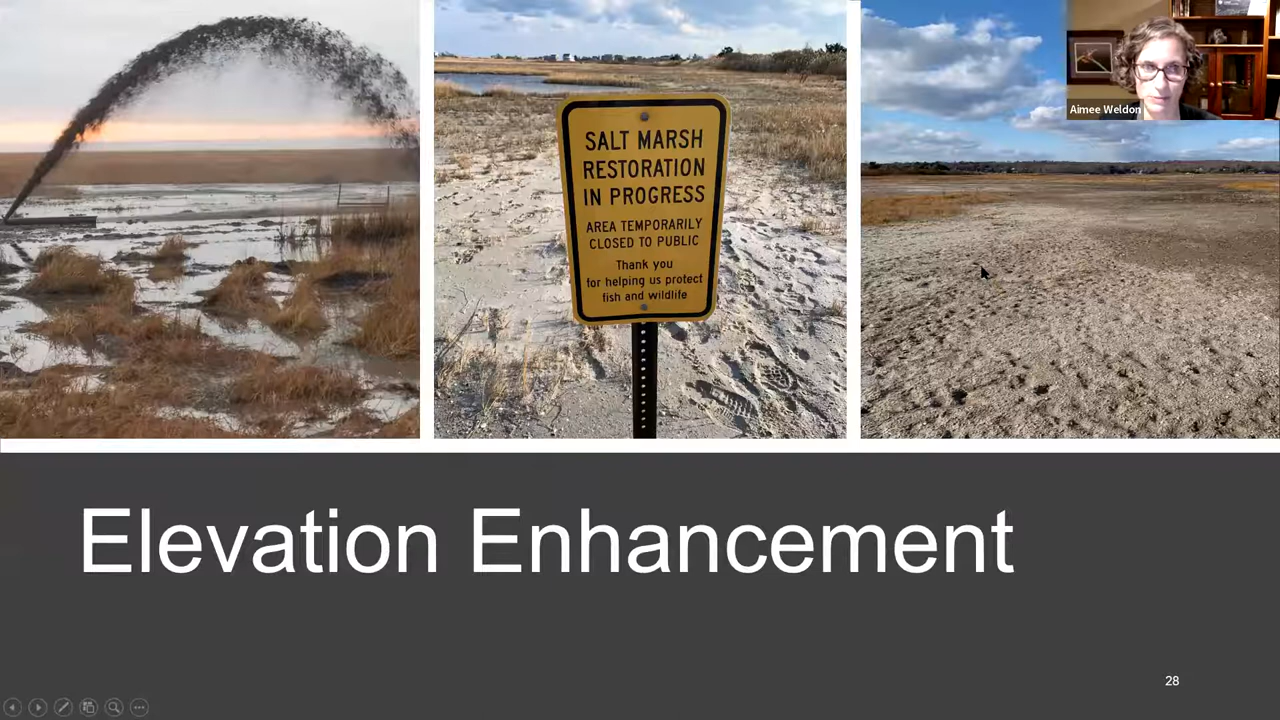 SALT MARSH
RESTORATION
IN PROGRESS
AREA TEMPORARILY
CLOSED TO PUBLIC
Thank you
for helping us protect
fish and wildlife
Aimee Weldon
Elevation Enhancement
28